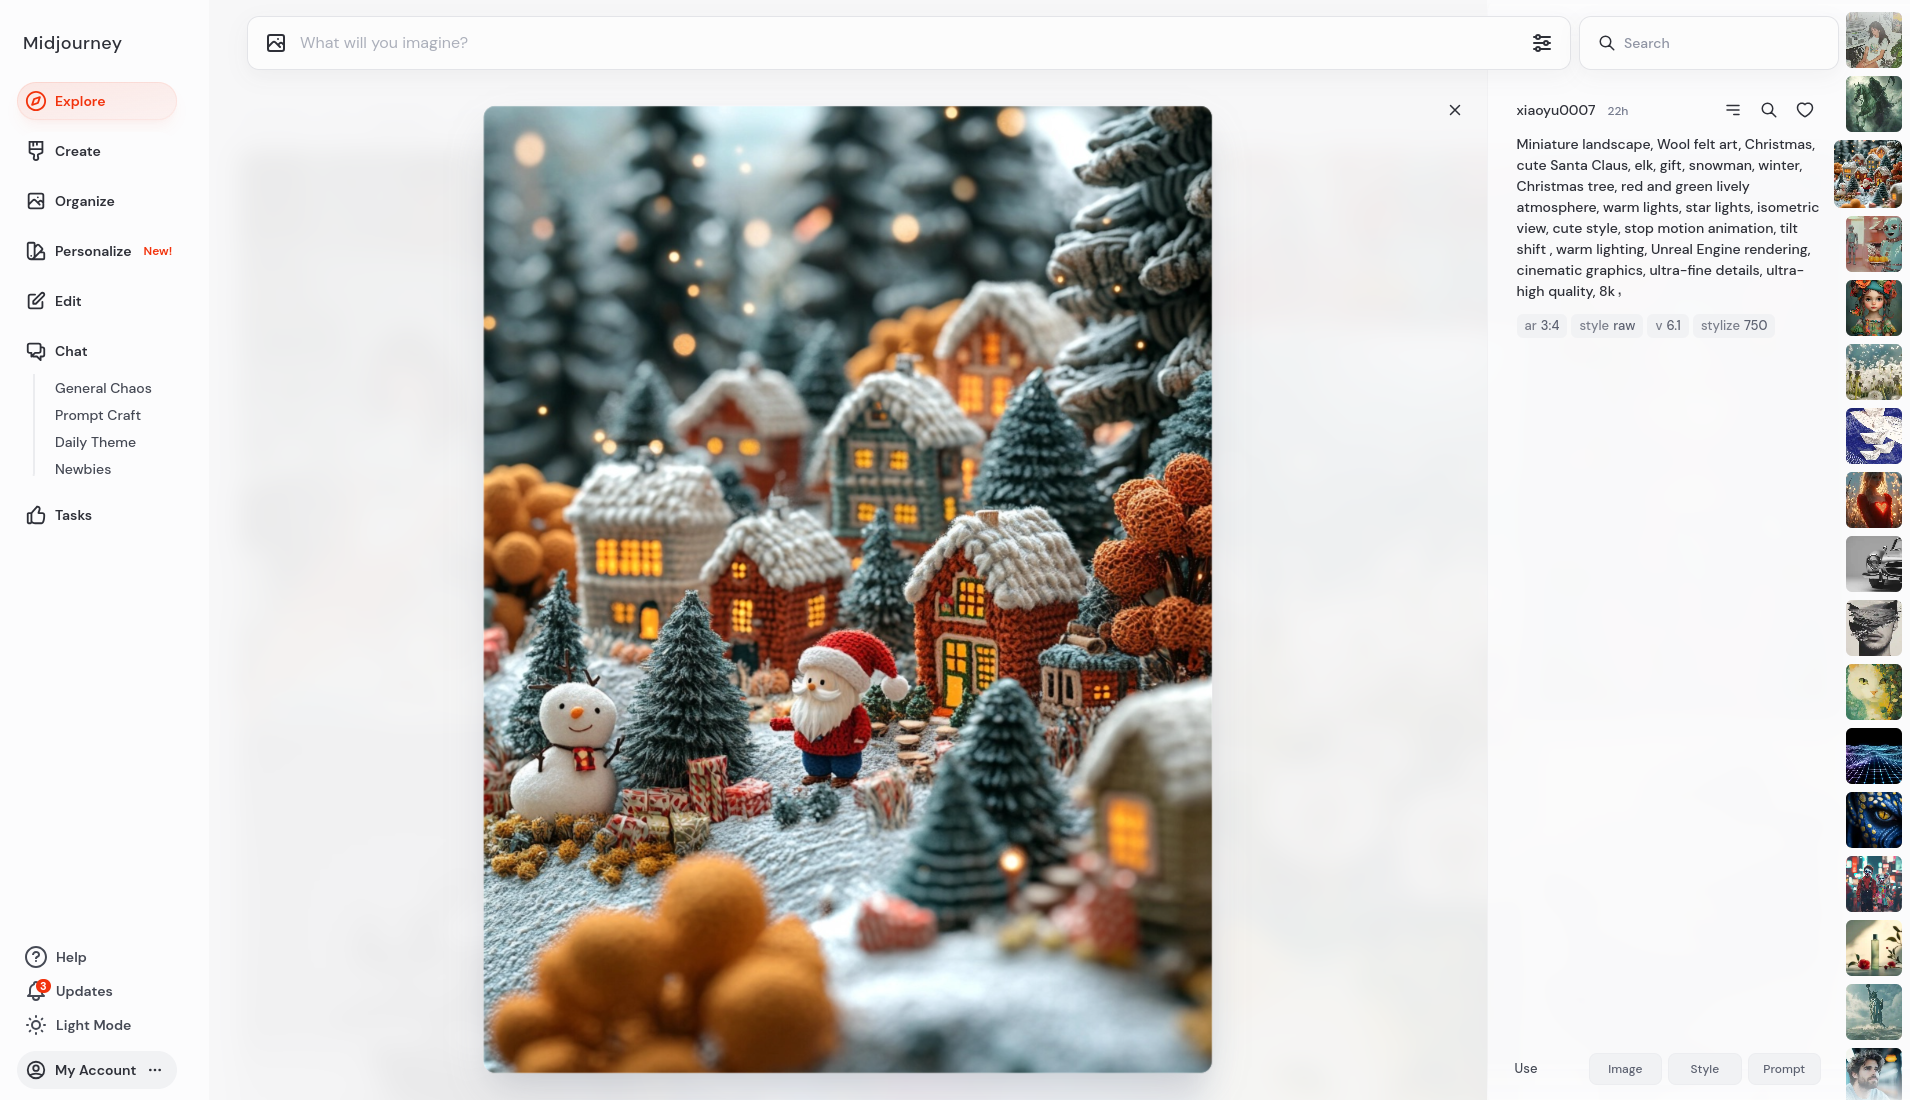 Midjourney
Explore
Create
Organize
Personalize New!
Edit
Chat
General Chaos
Prompt Craft
Daily Theme
Newbies
Tasks
Help
3
Updates
Light Mode
My Account
What will you imagine?
Search
xiaoyu0007 22h
Miniature landscape, Wool felt art, Christmas,
cute Santa Claus, elk, gift, snowman, winter,
Christmas tree, red and green lively
atmosphere, warm lights, star lights, isometric
view, cute style, stop motion animation, tilt
shift , warm lighting, Unreal Engine rendering,
cinematic graphics, ultra-fine details, ultra-
high quality, 8k ,
ar 3:4 style raw v 6.1 stylize 750
Use Image Style Prompt